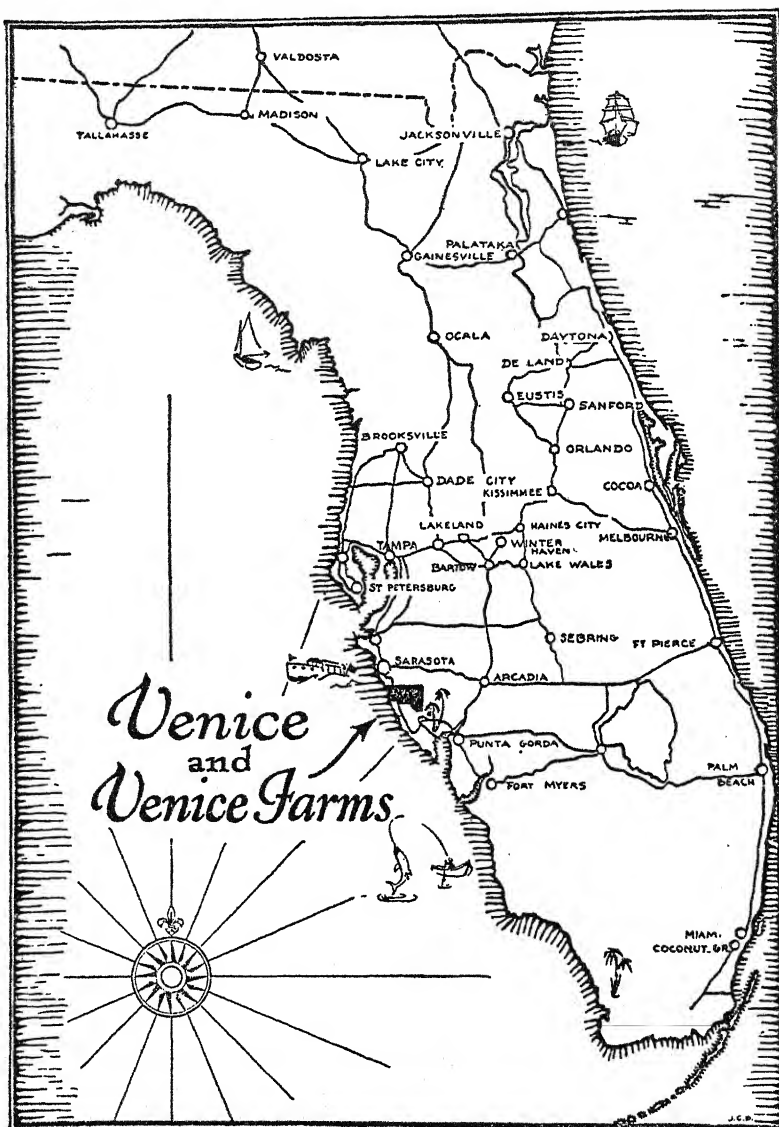 VALDOSTA
MADISON
TALLAHASSE
JACKSONVILLE
LAKE CITY
PALATAKA
GAINESVILLE
OCALA
DAYTONA
DE LAND
EUSTIS
SANFORD
BROOKSVILLE
ORLANDO
DADE CITY
KISSIMMEE
COCOA
LAKELAND
HAINES CITY
MELBOURNE
TAMPA
WINTER
HAVEN
BARTOW
LAKE WALES
ST PETERSBURG
SEBRING
FT PIERCE
SARASOTA
ARCADIA
Venice
and
Venice Farms
PUNTA GORDA
PALM
BEACH
FORT MYERS
MIAM.
COCONUT GR.
J.C.B.